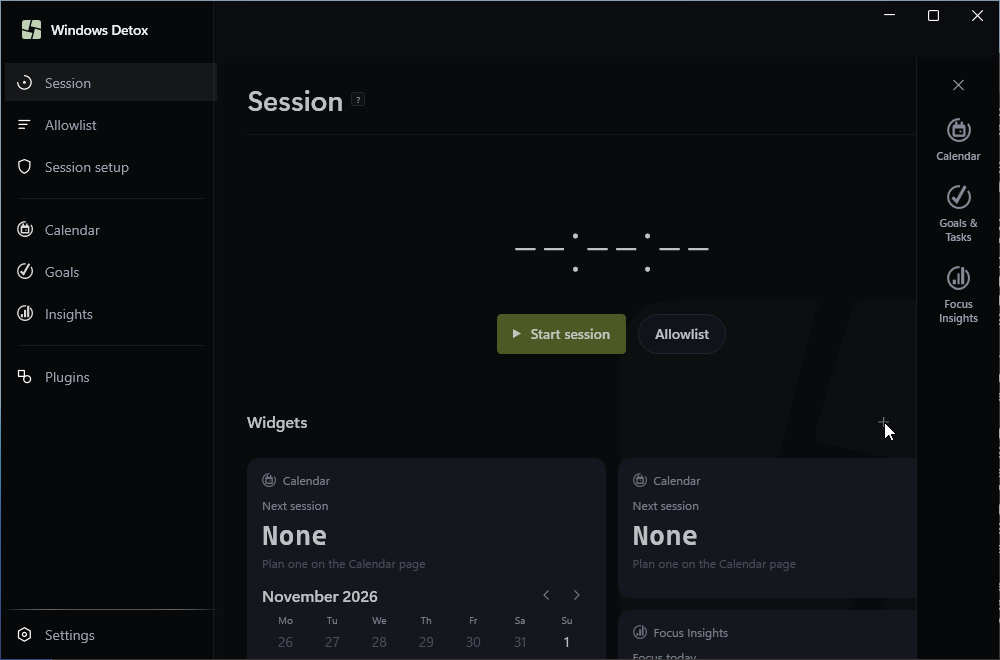 Windows Detox
Session
Allowlist
Session setup
Calendar
Goals
Insights
Plugins
Settings
Session ?
— — : — — : — —
Start session
Allowlist
Widgets
Calendar
Next session
None
Plan one on the Calendar page
November 2026
Mo Tu We Th Fr Sa Su
26 27 28 29 30 31 1
Calendar
Next session
None
Plan one on the Calendar page
Focus Insights
Focus today
Calendar
Goals &
Tasks
Focus
Insights